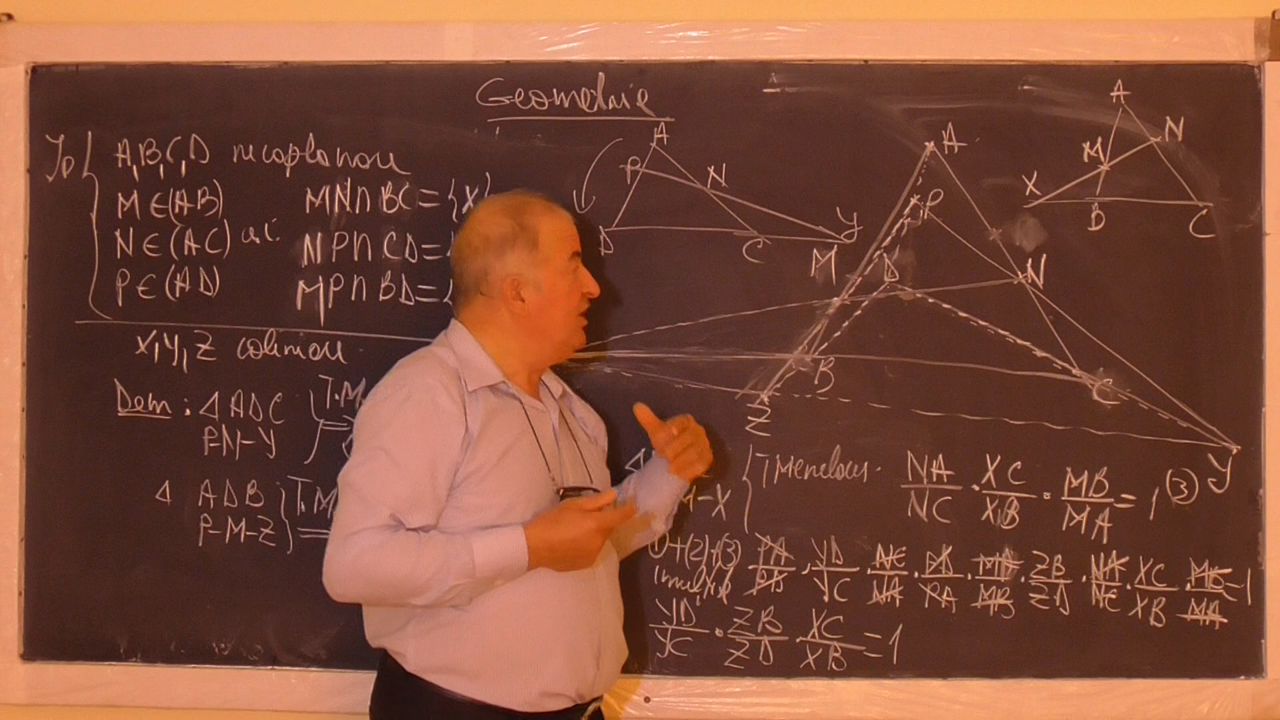 Geometrie
Ip
A,B,C,D necoplanare
M∈(AB) MN∩BC={X}
N∈(AC) aî. NP∩CD=
P∈(AD) MP∩BD=
X,Y,Z coliniare
Dem: △ADC } T.M
P-N-Y
△ ADB } T.M
P-M-Z
-X } T Menelaus. NA/NC · XC/XB · MB/MA = 1 (3)
(1)+(2)+(3) PA/PD · YD/YC · NC/NA · PD/PA · MA/MB · ZB/ZD · NA/NC · XC/XB · MB/MA = 1
YD/YC · ZB/ZD · XC/XB = 1
A
P
N
D
C
Y
M
A
P
D
N
B
C
Z
Y
A
N
M
X
B
C